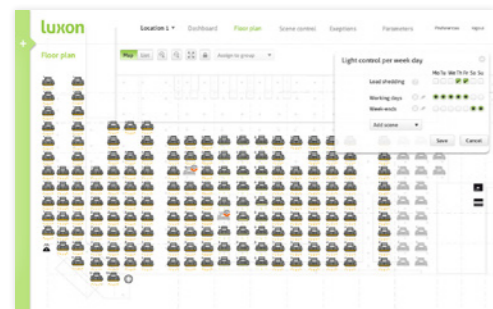 luxon
Location 1 Dashboard Floor plan Scene control Exeptions Parameters Preferences
Floor plan
Map List Assign to group
Light control per week day
Mo Tu We Th Fr Sa Su
Load shedding
Working days
Week-ends
Add scene
Save Cancel